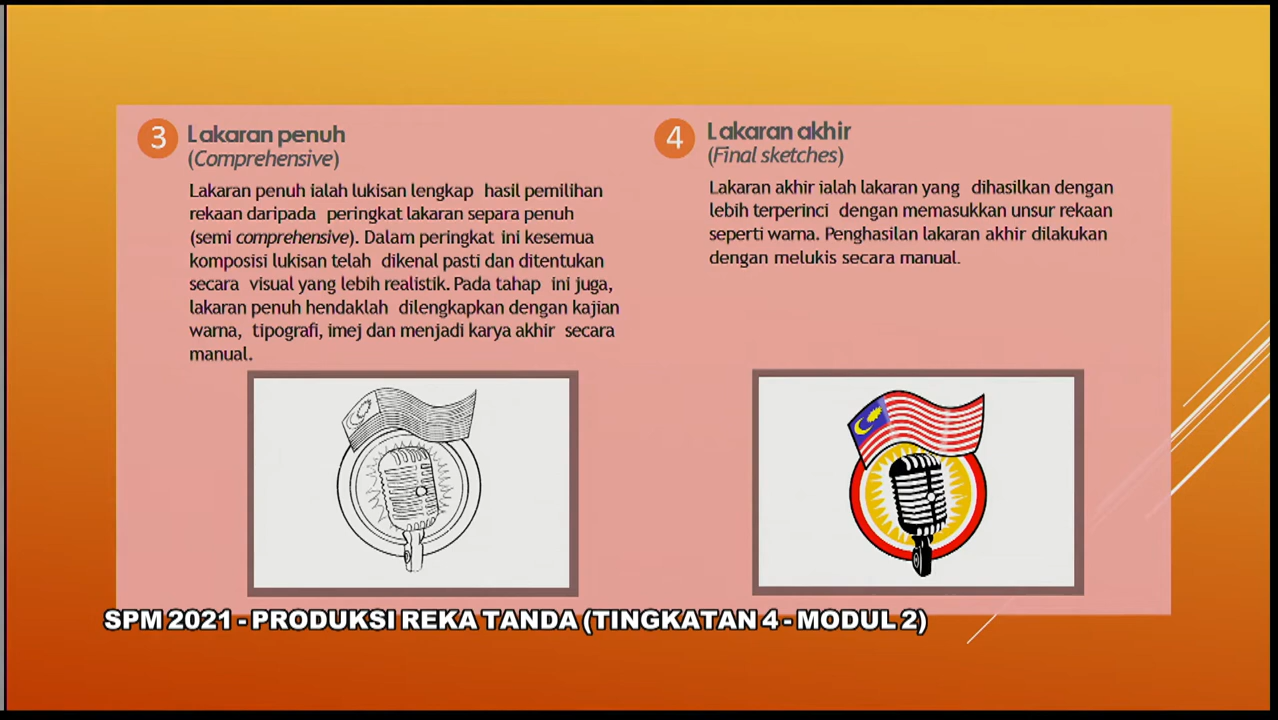 3
Lakaran penuh
(Comprehensive)
Lakaran penuh ialah lukisan lengkap hasil pemilihan
rekaan daripada peringkat lakaran separa penuh
(semi comprehensive). Dalam peringkat ini kesemua
komposisi lukisan telah dikenal pasti dan ditentukan
secara visual yang lebih realistik. Pada tahap ini juga,
lakaran penuh hendaklah dilengkapkan dengan kajian
warna, tipografi, imej dan menjadi karya akhir secara
manual.
4
Lakaran akhir
(Final sketches)
Lakaran akhir ialah lakaran yang dihasilkan dengan
lebih terperinci dengan memasukkan unsur rekaan
seperti warna. Penghasilan lakaran akhir dilakukan
dengan melukis secara manual.
SPM 2021 - PRODUKSI REKA TANDA (TINGKATAN 4 - MODUL 2)